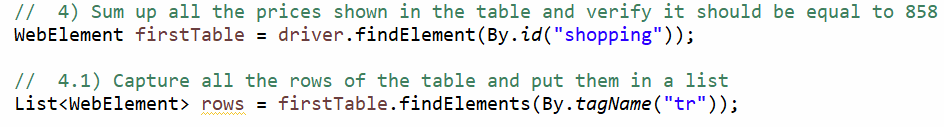 //  4) Sum up all the prices shown in the table and verify it should be equal to 858
WebElement firstTable = driver.findElement(By.id("shopping"));
//  4.1) Capture all the rows of the table and put them in a list
List<WebElement> rows = firstTable.findElements(By.tagName("tr"));